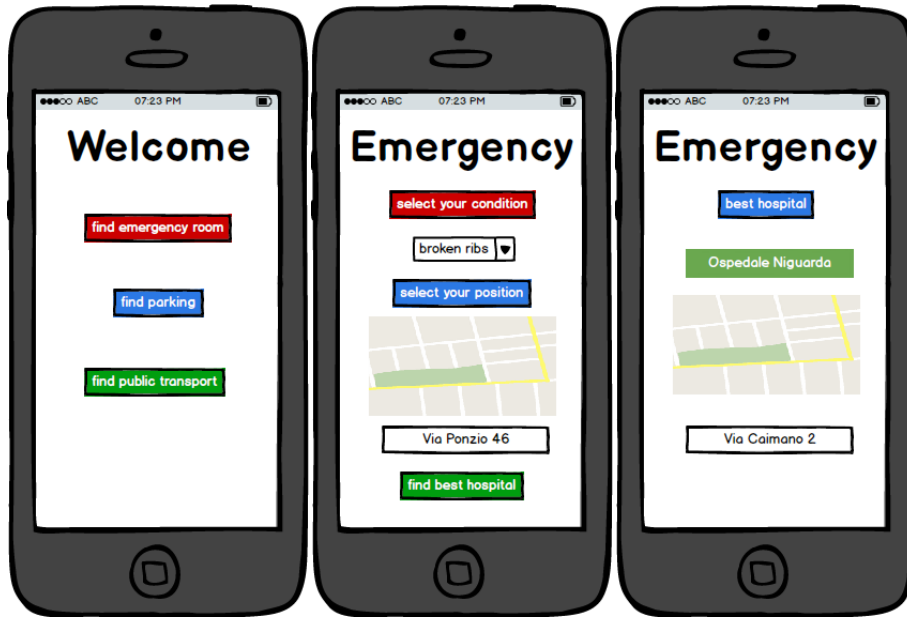 ABC 07:23 PM
Welcome
find emergency room
find parking
find public transport
ABC 07:23 PM
Emergency
select your condition
broken ribs
select your position
Via Ponzio 46
find best hospital
ABC 07:23 PM
Emergency
best hospital
Ospedale Niguarda
Via Caimano 2